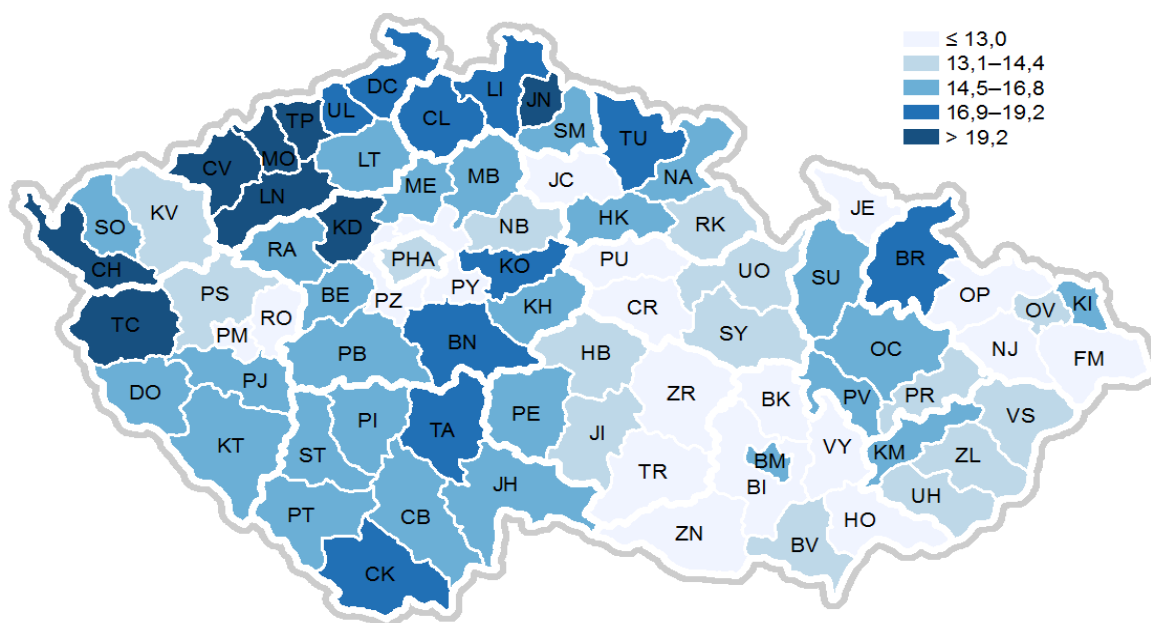 ≤ 13,0
13,1–14,4
14,5–16,8
16,9–19,2
> 19,2
DC
LI
JN
UL
TP
CL
SM
TU
MO
CV
LT
ME
MB
JC
NA
LN
KV
SO
KD
NB
HK
RK
JE
RA
CH
PHA
KO
PU
UO
SU
BR
PS
BE
PZ
PY
KH
CR
OP
OV
KI
TC
RO
PM
PB
BN
HB
SY
OC
NJ
FM
DO
PJ
PI
TA
PE
ZR
BK
PV
PR
VS
KT
ST
JI
VY
KM
ZL
BM
TR
JH
BI
UH
PT
CB
ZN
HO
BV
CK